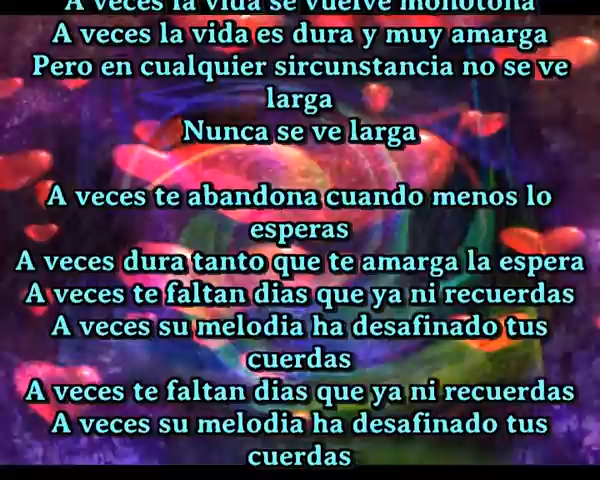 A veces la vida se vuelve monotona
A veces la vida es dura y muy amarga
Pero en cualquier sircunstancia no se ve
larga
Nunca se ve larga
A veces te abandona cuando menos lo
esperas
A veces dura tanto que te amarga la espera
A veces te faltan dias que ya ni recuerdas
A veces su melodia ha desafinado tus
cuerdas
A veces te faltan dias que ya ni recuerdas
A veces su melodia ha desafinado tus
cuerdas